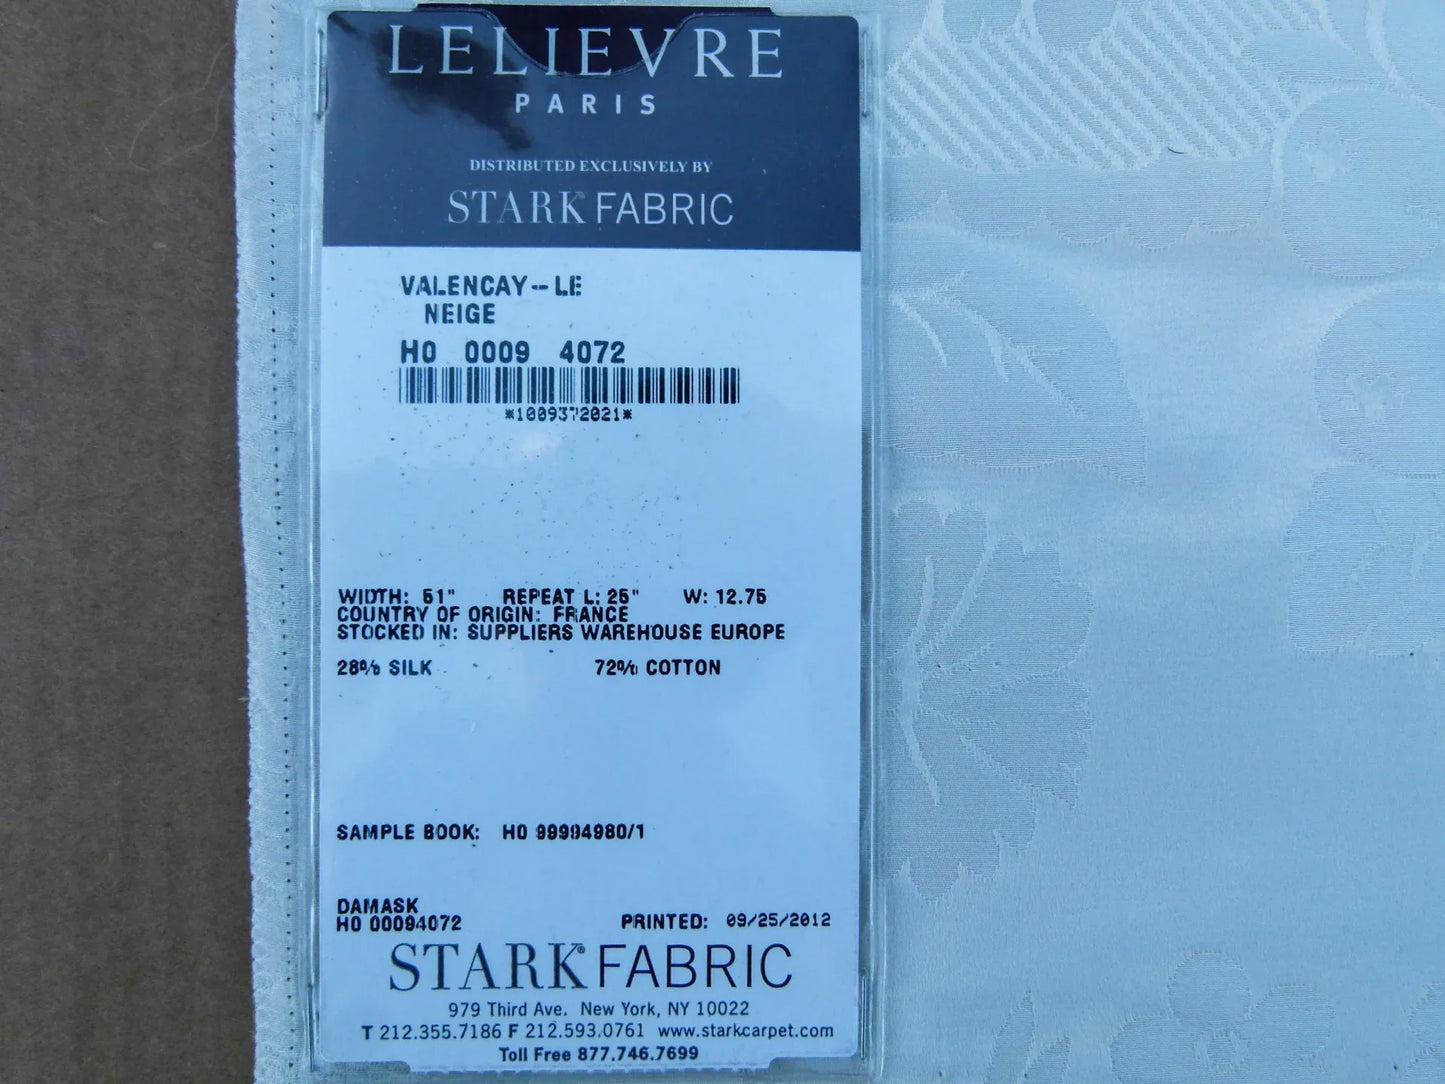 LELIEVRE
PARIS
DISTRIBUTED EXCLUSIVELY BY
STARK® FABRIC
VALENCAY--LE
NEIGE
H0 0009 4072
*1009372021*
WIDTH: 51" REPEAT L: 25" W: 12.75
COUNTRY OF ORIGIN: FRANCE
STOCKED IN: SUPPLIERS WAREHOUSE EUROPE
28% SILK 72% COTTON
SAMPLE BOOK: H0 99994980/1
DAMASK
H0 00094072 PRINTED: 09/25/2012
STARK® FABRIC
979 Third Ave. New York, NY 10022
T 212.355.7186 F 212.593.0761 www.starkcarpet.com
Toll Free 877.746.7699